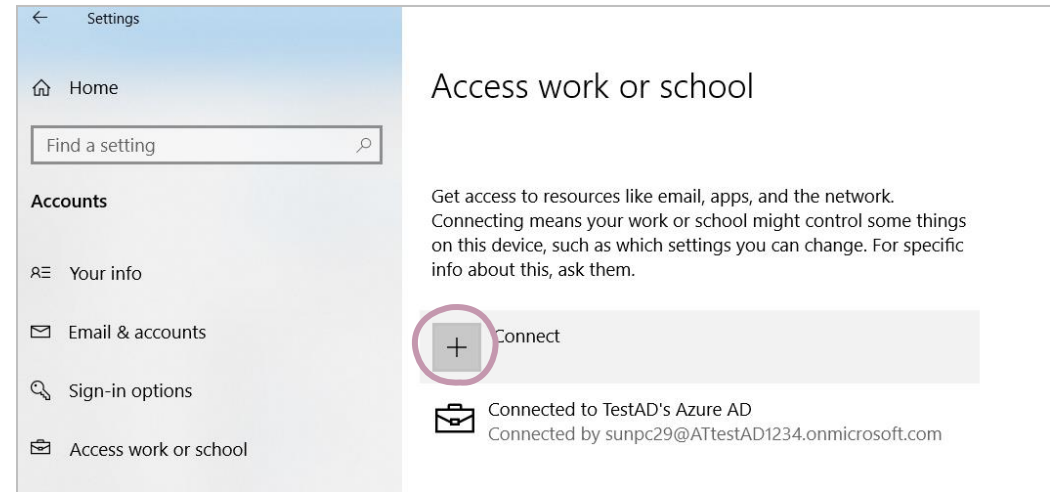 Settings
Home
Find a setting
Accounts
Your info
Email & accounts
Sign-in options
Access work or school
Access work or school
Get access to resources like email, apps, and the network.
Connecting means your work or school might control some things
on this device, such as which settings you can change. For specific
info about this, ask them.
Connect
Connected to TestAD's Azure AD
Connected by sunpc29@ATtestAD1234.onmicrosoft.com